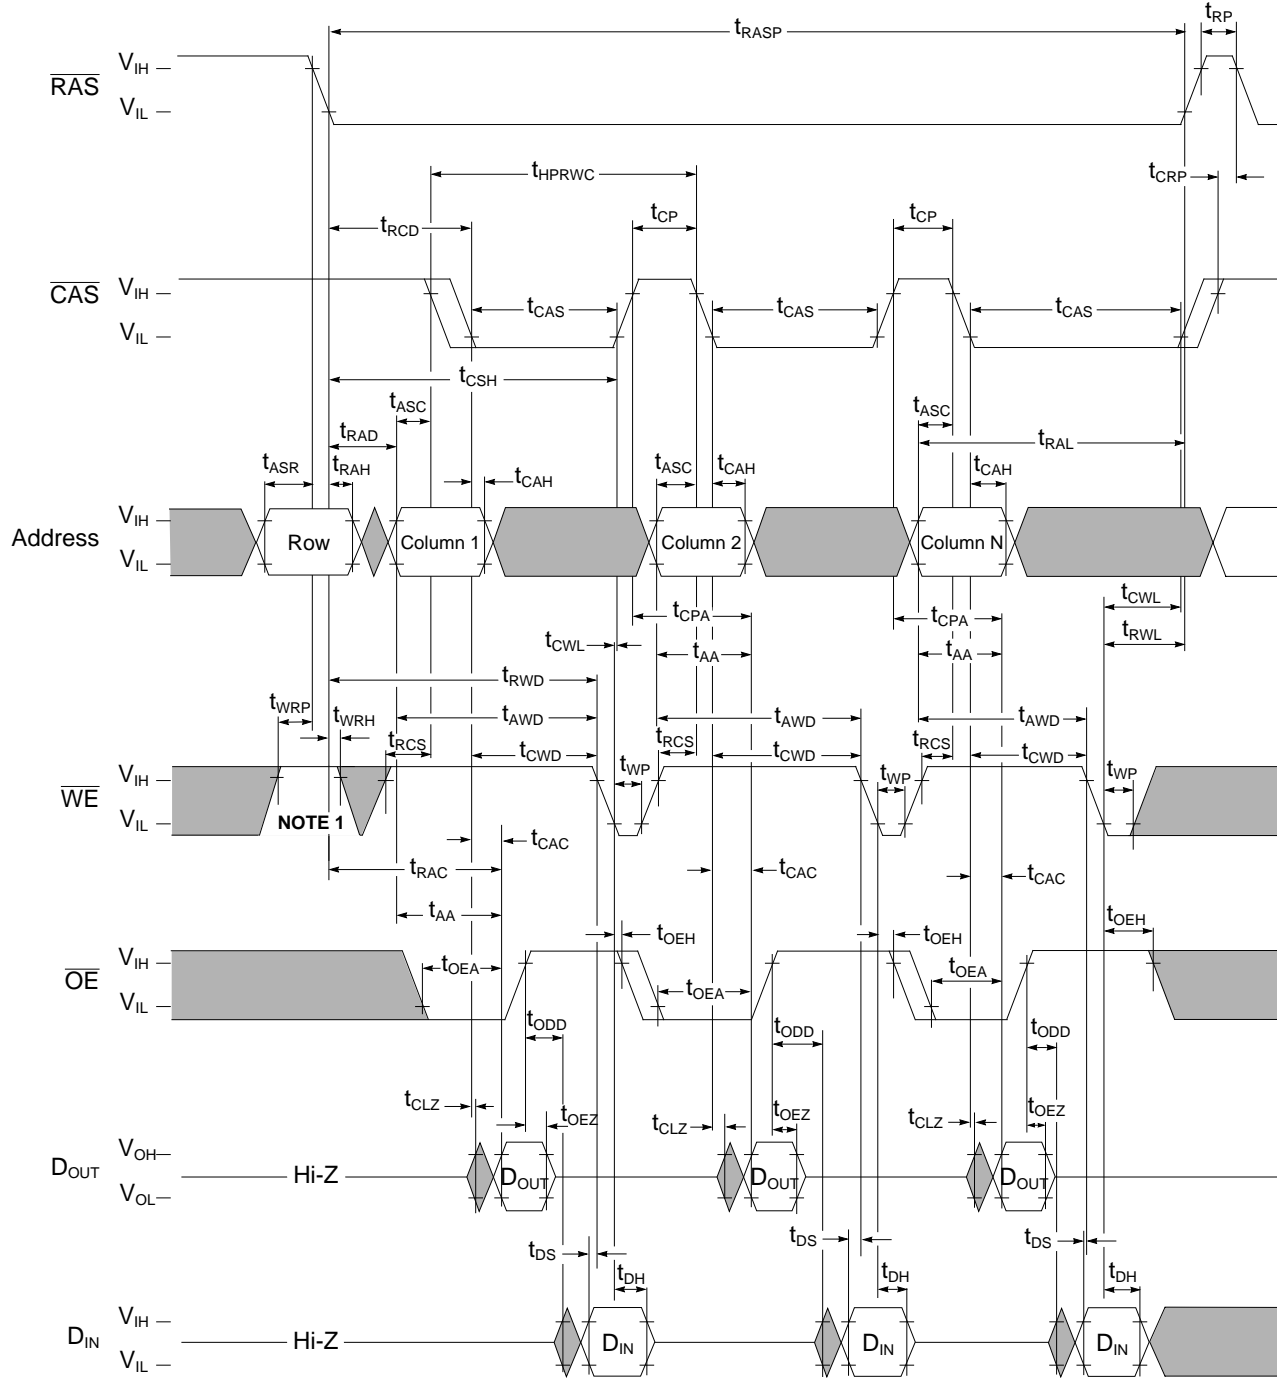 tRASP
tRP
RAS
VIH
VIL
tHPRWC
tCRP
tCP
tCP
tRCD
CAS
VIH
VIL
tCAS
tCAS
tCAS
tCSH
tASC
tASC
tRAD
tRAL
tASR
tRAH
tCAH
tASC
tCAH
tCAH
Address
VIH
VIL
Row
Column 1
Column 2
Column N
tCWL
tCPA
tCPA
tCWL
tRWL
tAA
tAA
tRWD
tWRP
tWRH
tAWD
tAWD
tAWD
tRCS
tCWD
tRCS
tCWD
tRCS
tCWD
WE
VIH
VIL
tWP
tWP
tWP
NOTE 1
tCAC
tRAC
tCAC
tCAC
tAA
tOEH
tOEH
tOEH
OE
VIH
VIL
tOEA
tOEA
tOEA
tODD
tODD
tODD
tCLZ
tOEZ
tCLZ
tOEZ
tCLZ
tOEZ
DOUT
VOH
VOL
Hi-Z
DOUT
DOUT
DOUT
tDS
tDS
tDS
tDH
tDH
tDH
DIN
VIH
VIL
Hi-Z
DIN
DIN
DIN